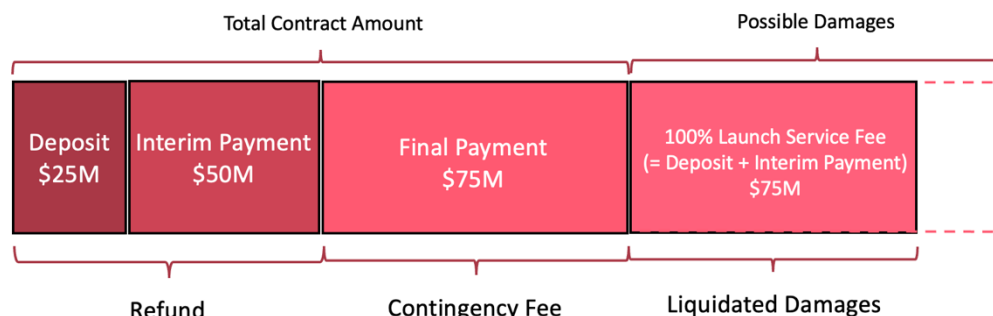 Total Contract Amount
Possible Damages
Deposit
$25M
Interim Payment
$50M
Final Payment
$75M
100% Launch Service Fee
(= Deposit + Interim Payment)
$75M
Refund
Contingency Fee
Liquidated Damages